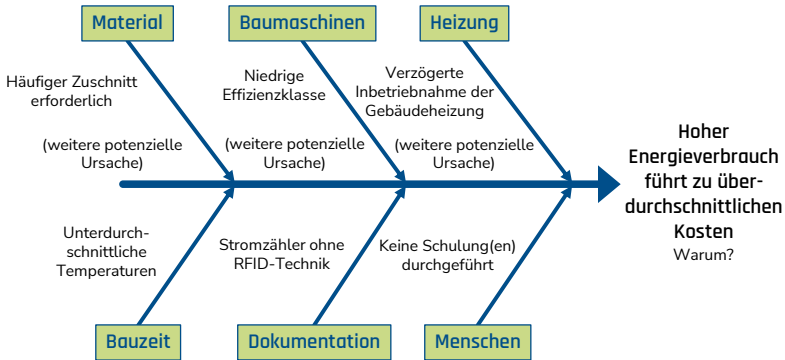 Material
Baumaschinen
Heizung
Häufiger Zuschnitt
erforderlich
Niedrige
Effizienzklasse
Verzögerte
Inbetriebnahme der
Gebäudeheizung
(weitere potenzielle
Ursache)
(weitere potenzielle
Ursache)
(weitere potenzielle
Ursache)
Hoher
Energieverbrauch
führt zu über-
durchschnittlichen
Kosten
Warum?
Unterdurch-
schnittliche
Temperaturen
Stromzähler ohne
RFID-Technik
Keine Schulung(en)
durchgeführt
Bauzeit
Dokumentation
Menschen